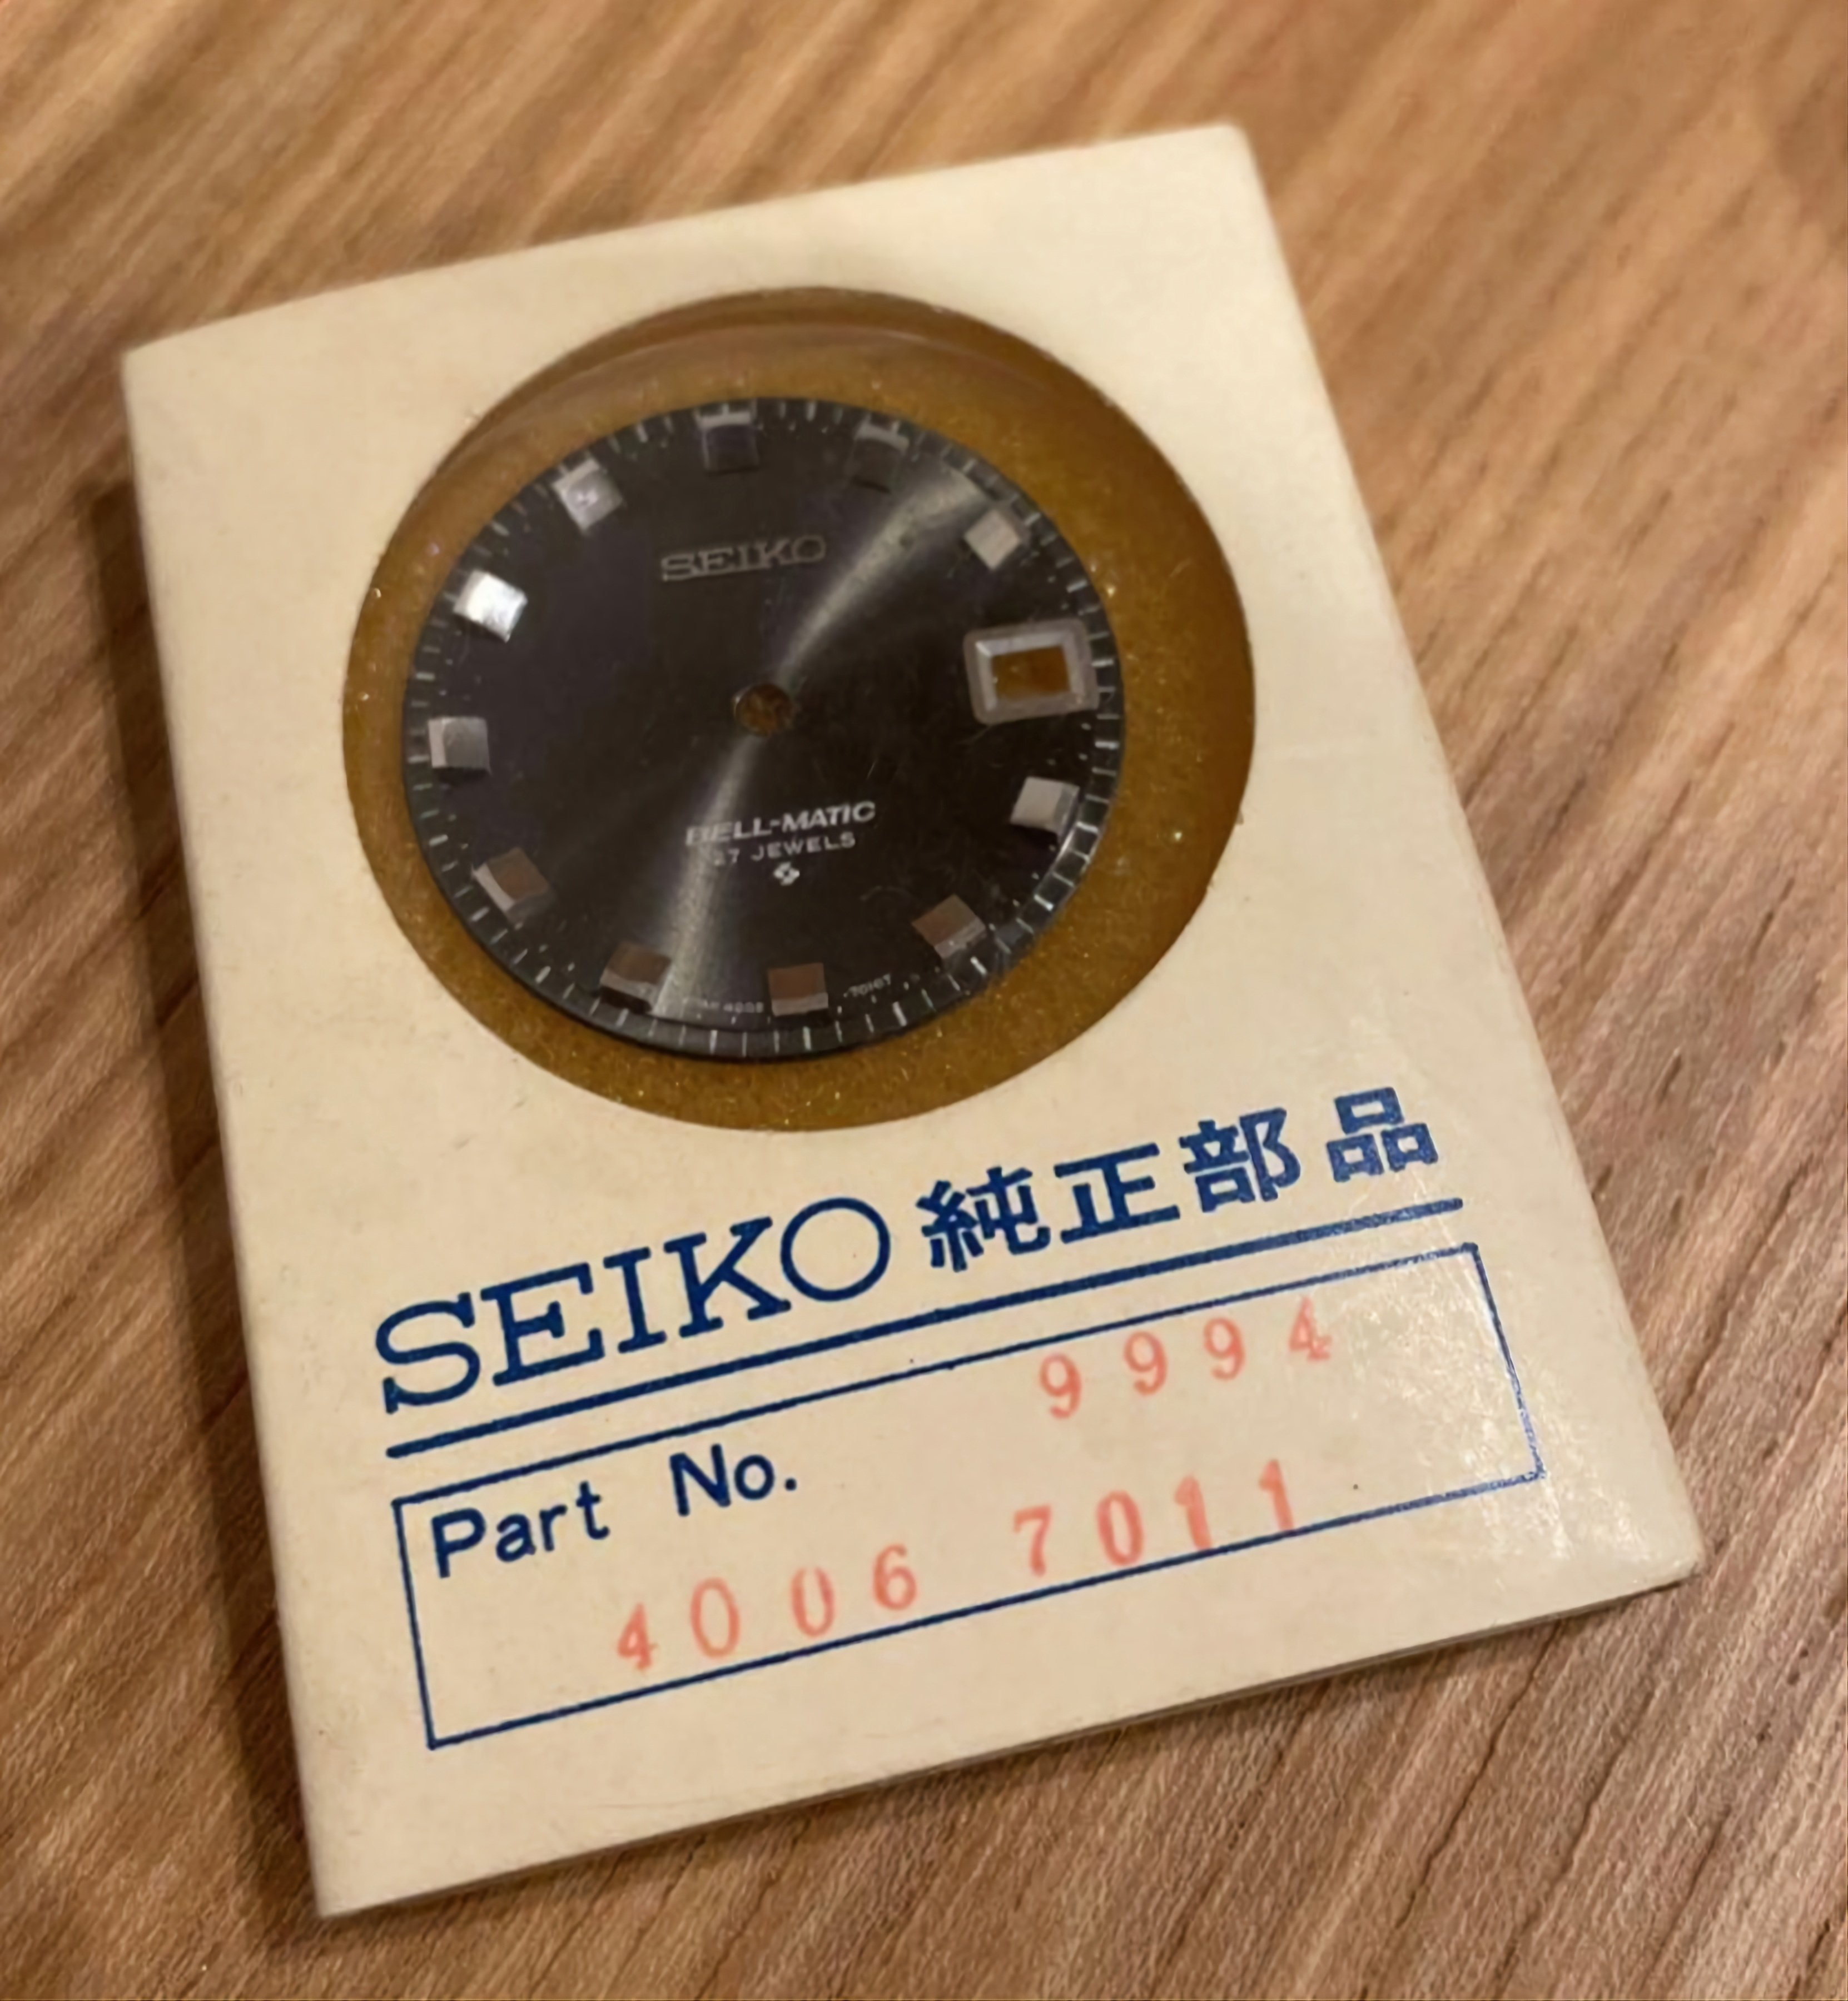 SEIKO
BELL-MATIC
27 JEWELS
SEIKO 純正部品
Part No.
9994
4006 7011